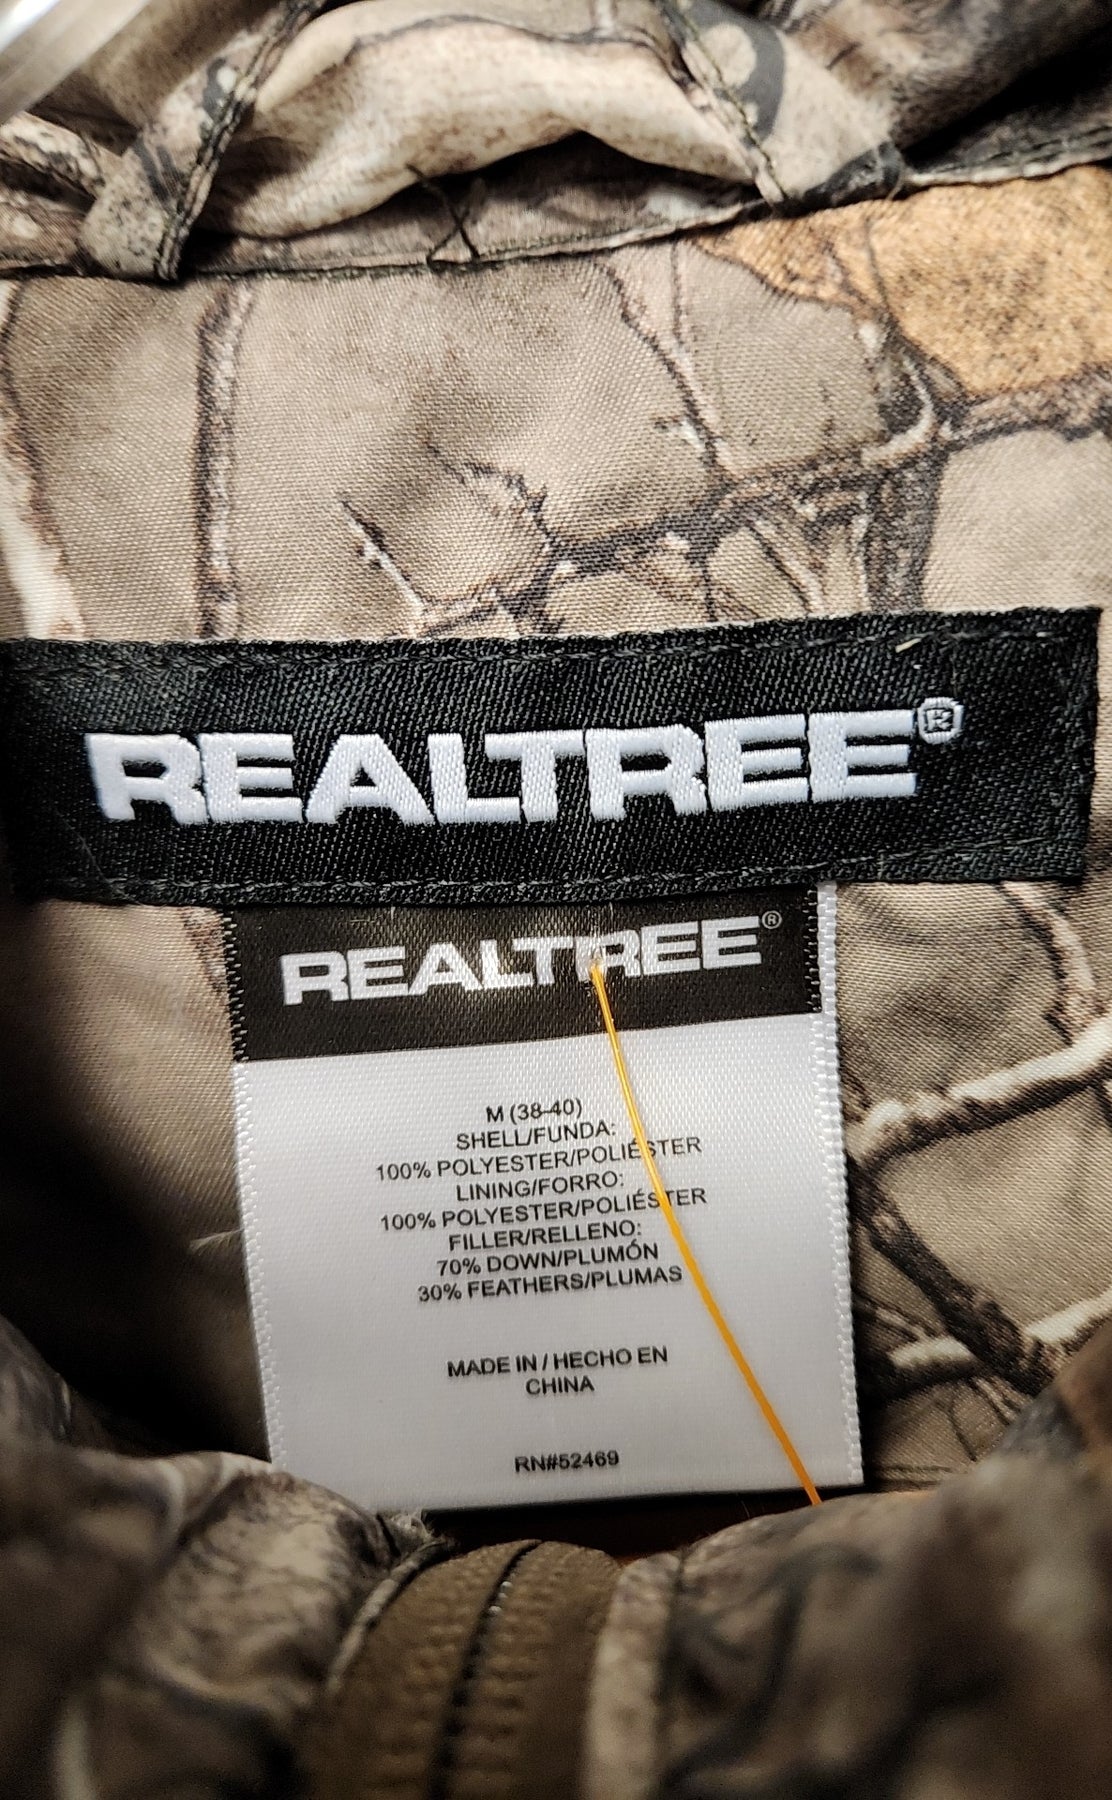 REALTREE®
REALTREE®
M (38-40)
SHELL/FUNDA:
100% POLYESTER/POLIÉSTER
LINING/FORRO:
100% POLYESTER/POLIÉSTER
FILLER/RELLENO:
70% DOWN/PLUMÓN
30% FEATHERS/PLUMAS
MADE IN / HECHO EN
CHINA
RN#52469